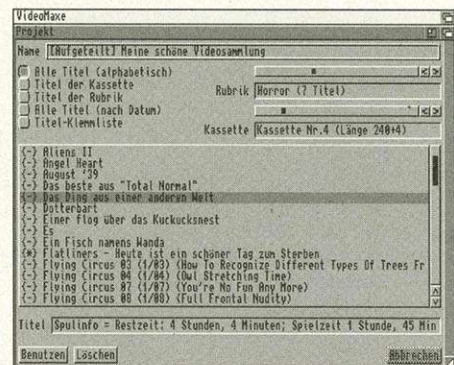 VideoMaxe
Projekt
Name [Aufgeteilt] Meine schöne Videosammlung
Alle Titel (alphabetisch)
Titel der Kassette
Titel der Rubrik
Alle Titel (nach Datum)
Titel-Klemmliste
Rubrik Horror (7 Titel)
Kassette Kassette Nr.4 (Länge 240+4)
(-) Aliens II
(-) Angel Heart
(-) August '39
(-) Das beste aus "Total Normal"
(-) Das Ding aus einer anderen Welt
(-) Dotterbart
(-) Einer flog über das Kuckucksnest
(-) Es
(-) Ein Fisch namens Wanda
(*) Flatliners - Heute ist ein schöner Tag zum Sterben
(-) Flying Circus 03 (1/03) (How To Recognize Different Types Of Trees Fr
(-) Flying Circus 04 (1/04) (Owl Stretching Time)
(-) Flying Circus 07 (1/07) (You're No Fun Any More)
(-) Flying Circus 08 (1/08) (Full Frontal Nudity)
Titel Spulinfo = Restzeit: 4 Stunden, 4 Minuten; Spielzeit 1 Stunde, 45 Min
Benutzen Löschen Abbrechen